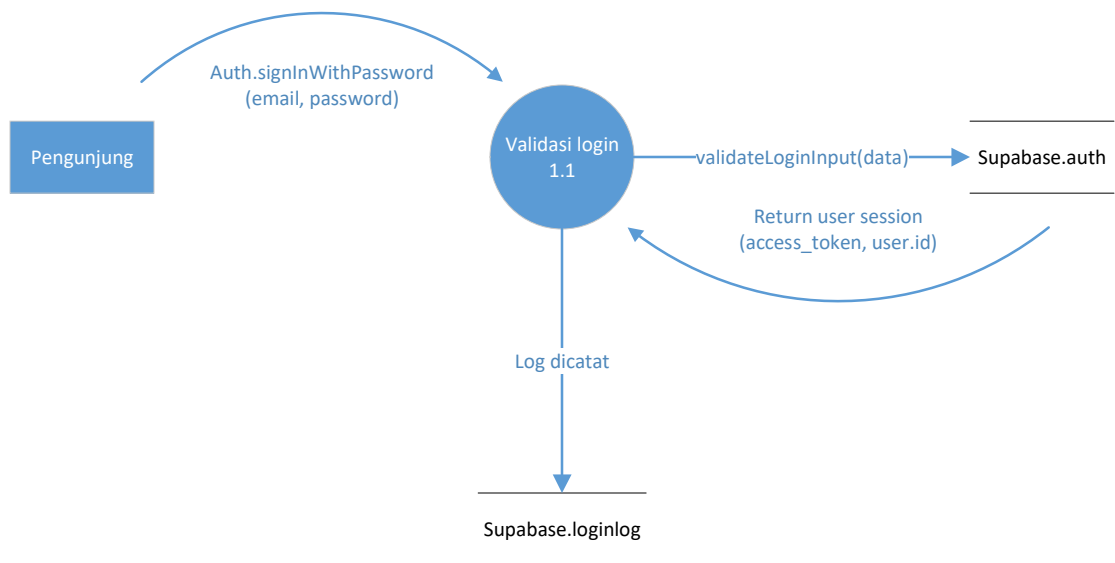 Auth.signInWithPassword
(email, password)
Pengunjung
Validasi login
1.1
validateLoginInput(data)
Supabase.auth
Return user session
(access_token, user.id)
Log dicatat
Supabase.loginlog